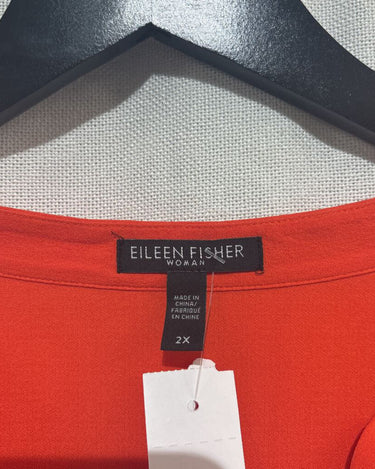 EILEEN FISHER
WOMAN
MADE IN
CHINA/
FABRIQUÉ
EN CHINE
2X